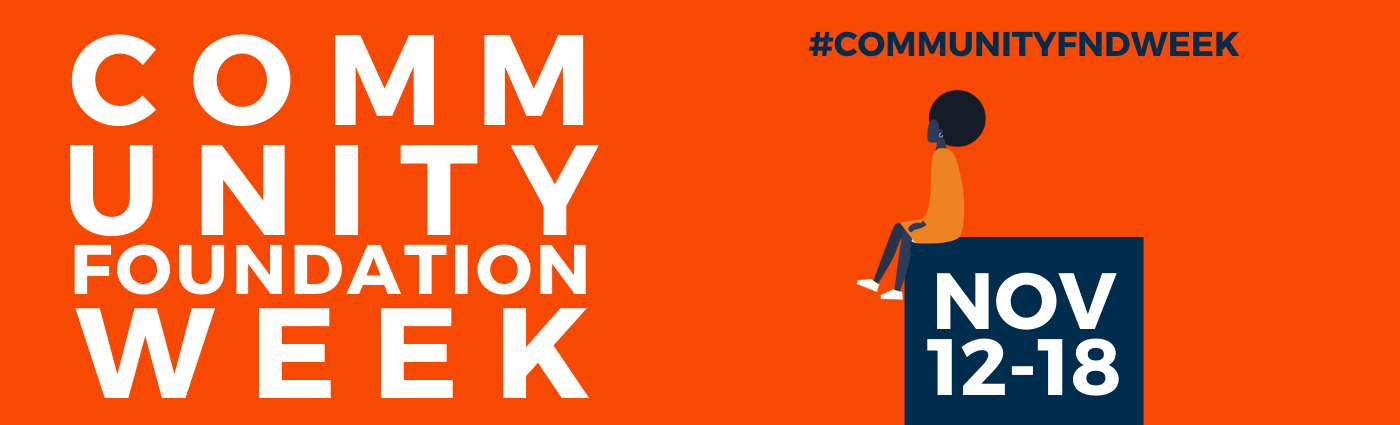 COMM
UNITY
FOUNDATION
WEEK
#COMMUNITYFNDWEEK
NOV
12-18